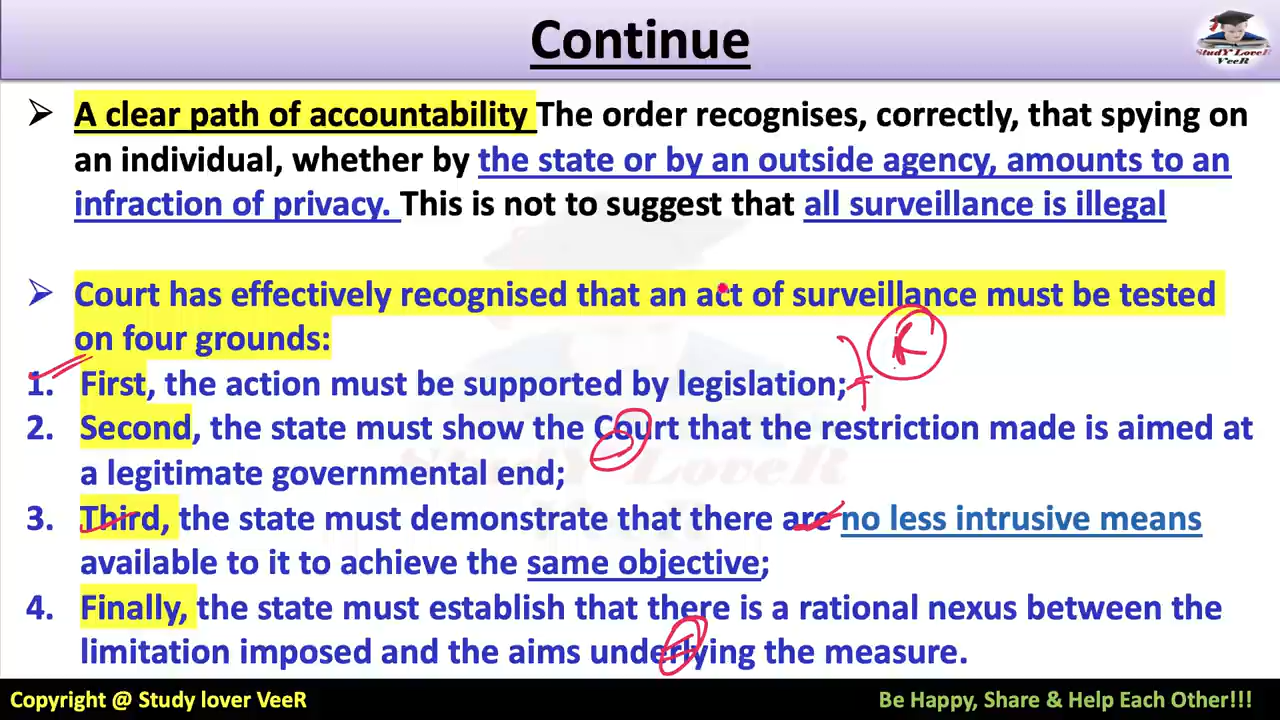 Continue
StudY LoveR
VeeR
➢ A clear path of accountability The order recognises, correctly, that spying on
an individual, whether by the state or by an outside agency, amounts to an
infraction of privacy. This is not to suggest that all surveillance is illegal
➢ Court has effectively recognised that an act of surveillance must be tested
on four grounds:
1. First, the action must be supported by legislation;
R
2. Second, the state must show the Court that the restriction made is aimed at
a legitimate governmental end;
StudY LoveR
VeeR
3. Third, the state must demonstrate that there are no less intrusive means
available to it to achieve the same objective;
4. Finally, the state must establish that there is a rational nexus between the
limitation imposed and the aims underlying the measure.
Copyright @ Study lover VeeR
Be Happy, Share & Help Each Other!!!